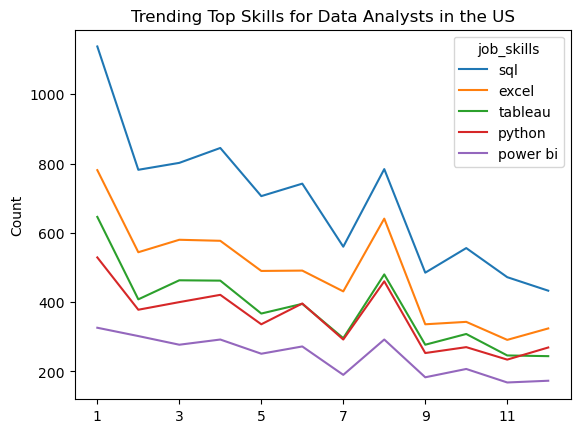 Trending Top Skills for Data Analysts in the US
job_skills
sql
excel
tableau
python
power bi
Count
1000
800
600
400
200
1 3 5 7 9 11